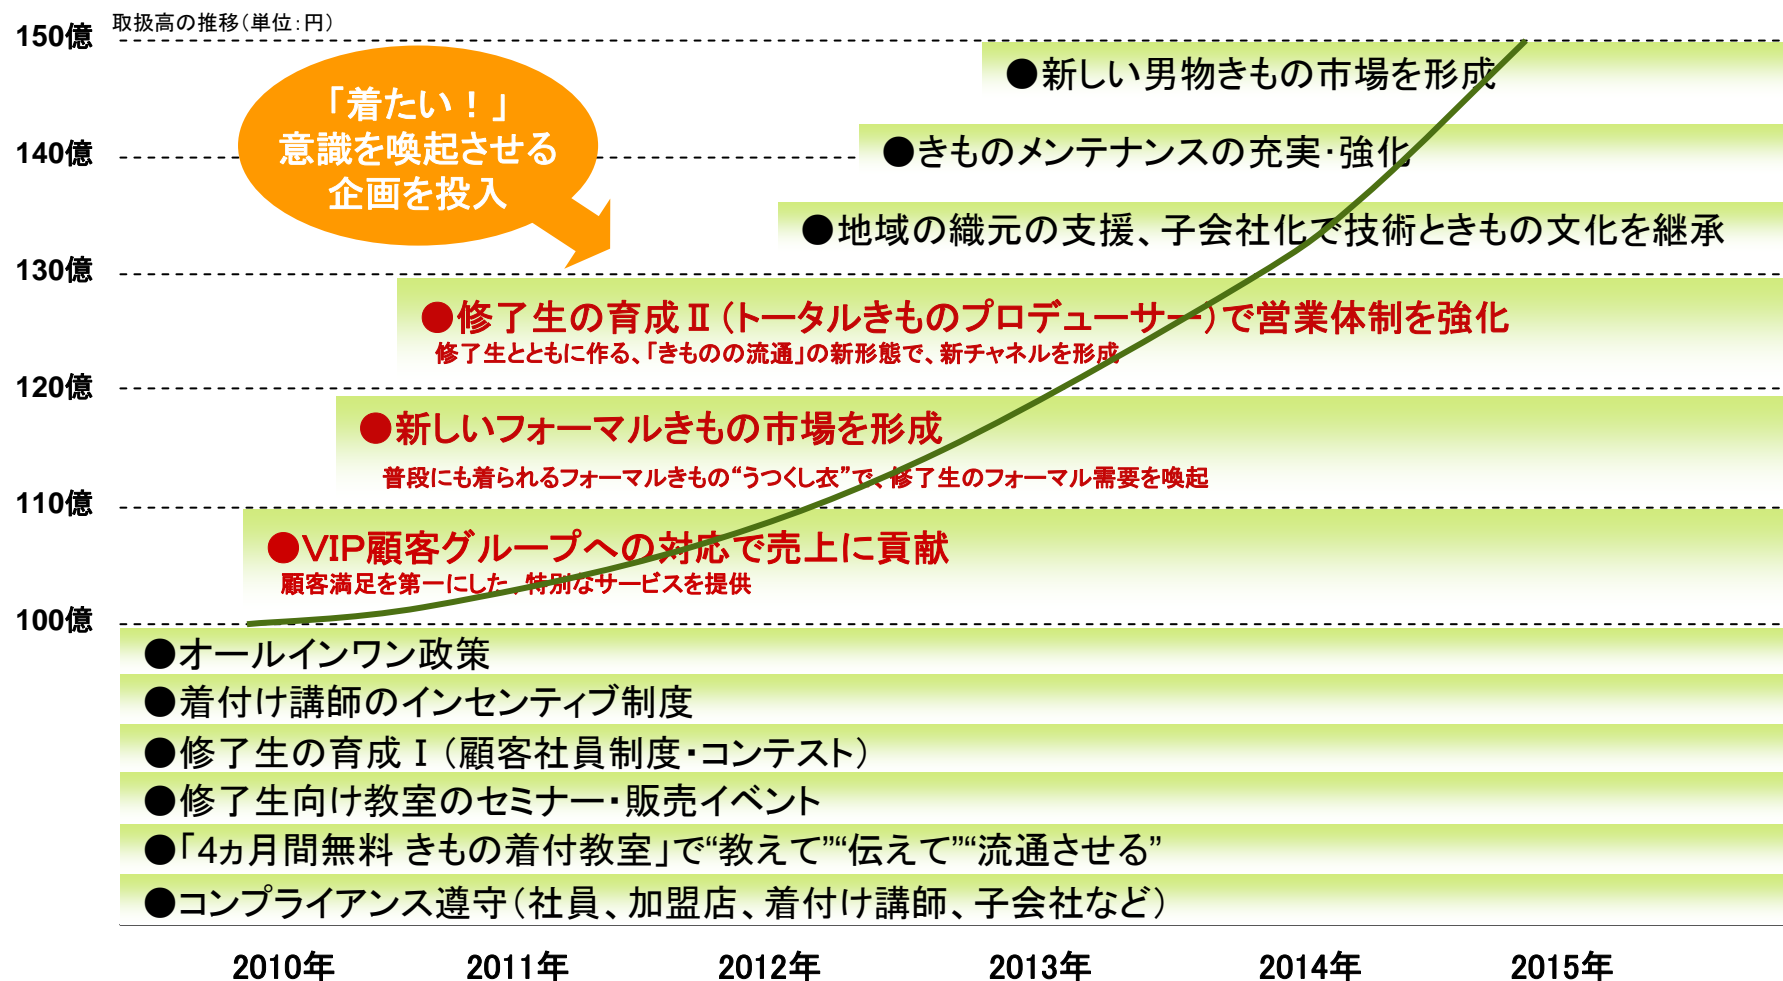 取扱高の推移(単位:円)
150億
140億
130億
120億
110億
100億
「着たい!」
意識を喚起させる
企画を投入
●新しい男物きもの市場を形成
●きものメンテナンスの充実・強化
●地域の織元の支援、子会社化で技術ときもの文化を継承
●修了生の育成Ⅱ(トータルきものプロデューサー)で営業体制を強化
修了生とともに作る、「きものの流通」の新形態で、新チャネルを形成
●新しいフォーマルきもの市場を形成
普段にも着られるフォーマルきもの“うつくし衣”で、修了生のフォーマル需要を喚起
●VIP顧客グループへの対応で売上に貢献
顧客満足を第一にした、特別なサービスを提供
●オールインワン政策
●着付け講師のインセンティブ制度
●修了生の育成Ⅰ(顧客社員制度・コンテスト)
●修了生向け教室のセミナー・販売イベント
●「4ヵ月間無料 きもの着付教室」で“教えて”“伝えて”“流通させる”
●コンプライアンス遵守(社員、加盟店、着付け講師、子会社など)
2010年 2011年 2012年 2013年 2014年 2015年